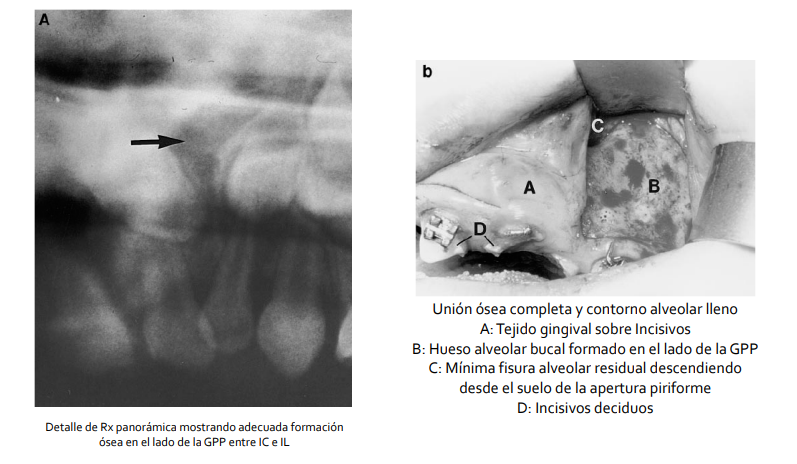 A
Detalle de Rx panorámica mostrando adecuada formación
ósea en el lado de la GPP entre IC e IL
b
C
A
B
D
Unión ósea completa y contorno alveolar lleno
A: Tejido gingival sobre Incisivos
B: Hueso alveolar bucal formado en el lado de la GPP
C: Mínima fisura alveolar residual descendiendo
desde el suelo de la apertura piriforme
D: Incisivos deciduos